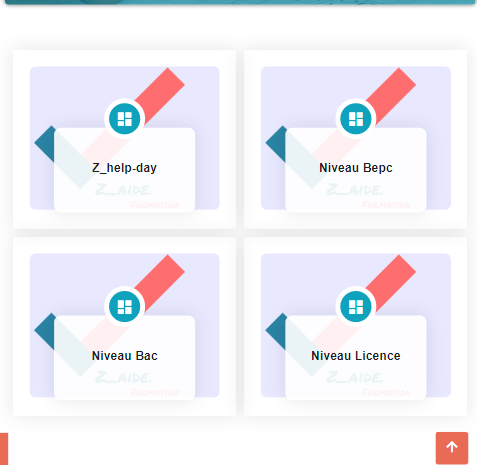 Z_help-day
Z_AIDE.
Formation
Niveau Bepc
Z_AIDE.
Formation
Niveau Bac
Z_AIDE.
Formation
Niveau Licence
Z_AIDE.
Formation